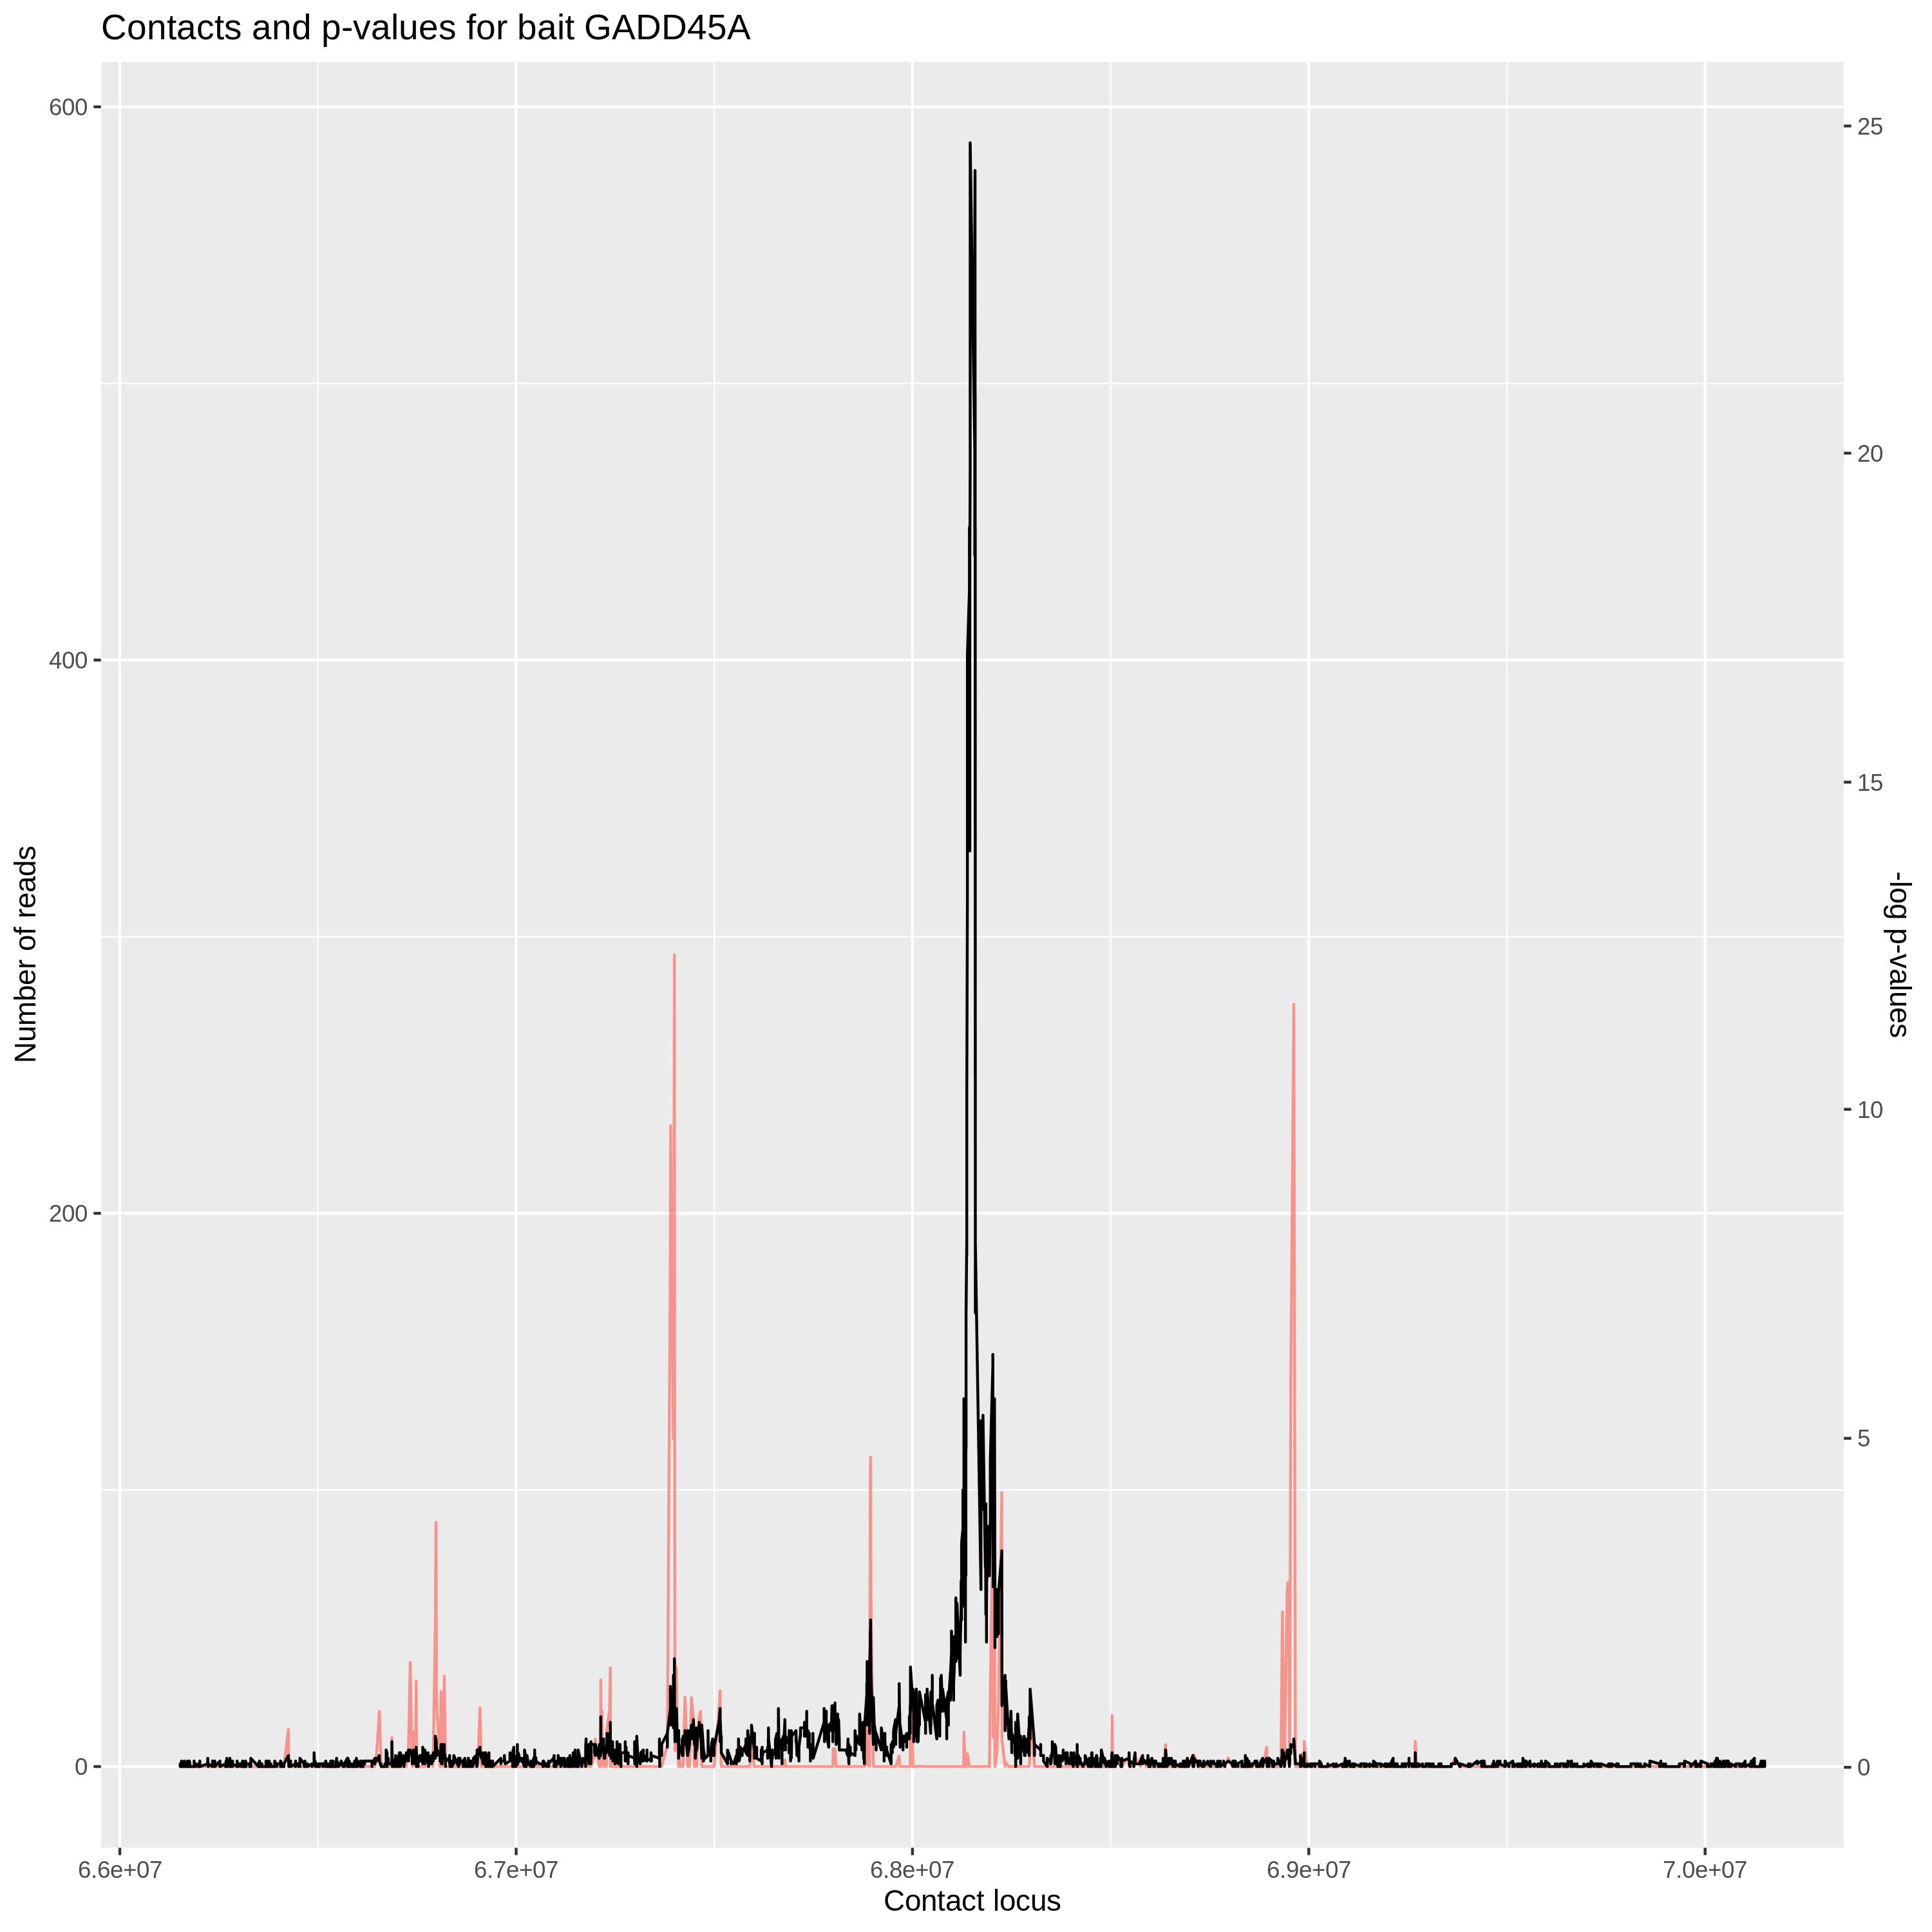 Contacts and p-values for bait GADD45A
600
400
200
0
Number of reads
25
20
15
10
5
0
-log p-values
6.6e+07 6.7e+07 6.8e+07 6.9e+07 7.0e+07
Contact locus